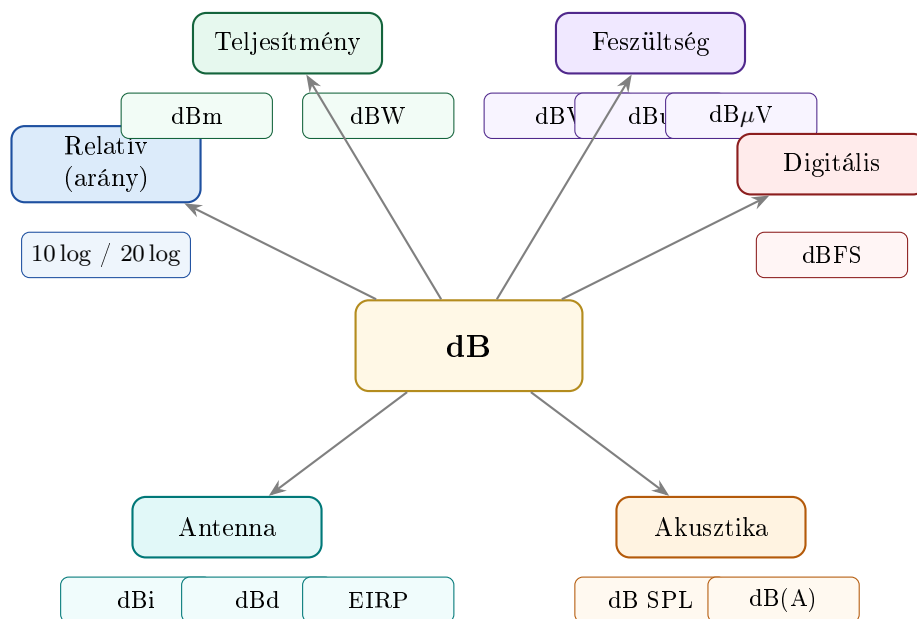 Teljesítmény
Feszültség
dBm
dBW
dBμV
Relatív
(arány)
Digitális
10 log / 20 log
dBFS
dB
Antenna
Akusztika
dBi
dBd
EIRP
dB SPL
dB(A)